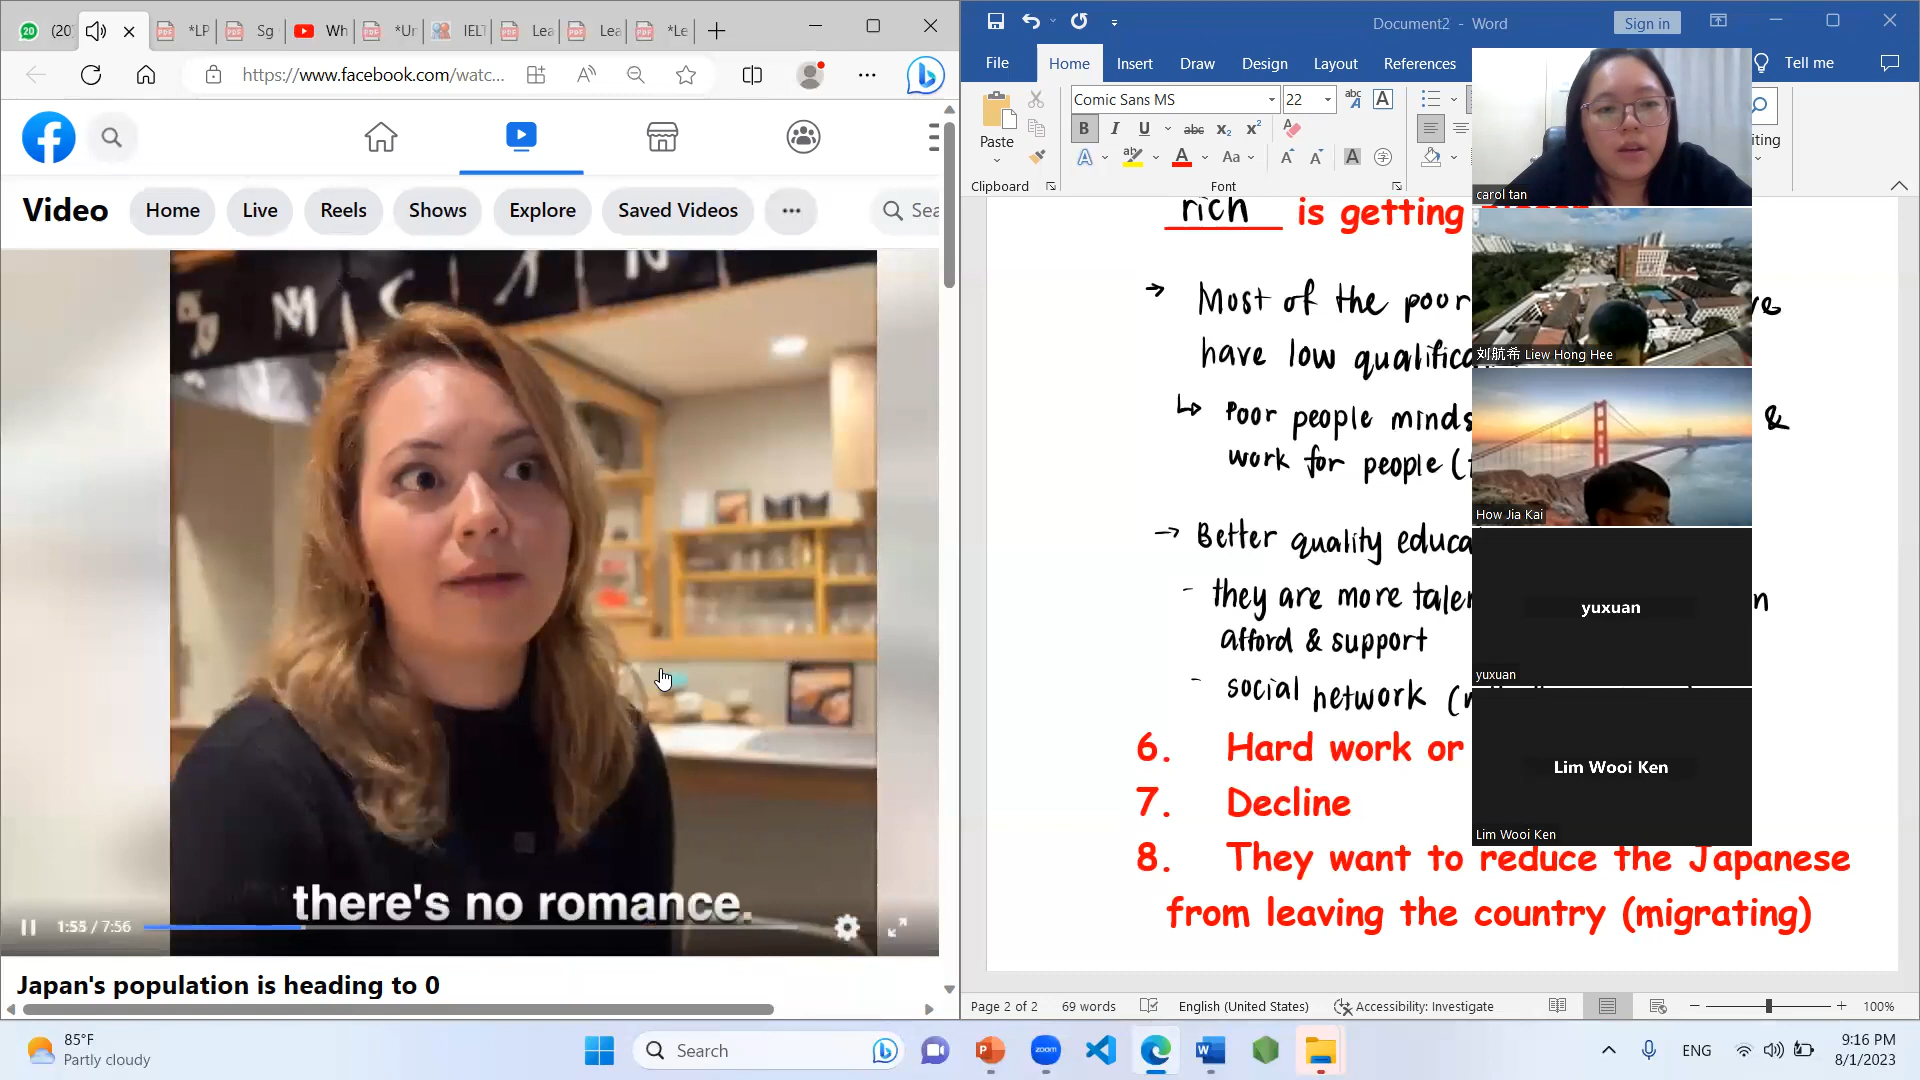 (20
*LP
Sg
Wh
*Ur
IELT
Lea
Lea
*Le
https://www.facebook.com/watc...
Video
Home
Live
Reels
Shows
Explore
Saved Videos
Sea
there's no romance.
1:55 / 7:56
Japan's population is heading to 0
Document2 - Word
Sign in
File
Home
Insert
Draw
Design
Layout
References
Tell me
Paste
Comic Sans MS
22
Clipboard
Font
iting
rich is getting
→ Most of the poor
have low qualifica
↳ Poor people minds &
work for people (
→ Better quality educa
- they are more taler n
afford & support
- social network (
6. Hard work or
7. Decline
8. They want to reduce the Japanese
from leaving the country (migrating)
carol tan
刘航希 Liew Hong Hee
How Jia Kai
yuxuan
yuxuan
Lim Wooi Ken
Lim Wooi Ken
Page 2 of 2
69 words
English (United States)
Accessibility: Investigate
100%
85°F
Partly cloudy
Search
zoom
ENG
9:16 PM
8/1/2023